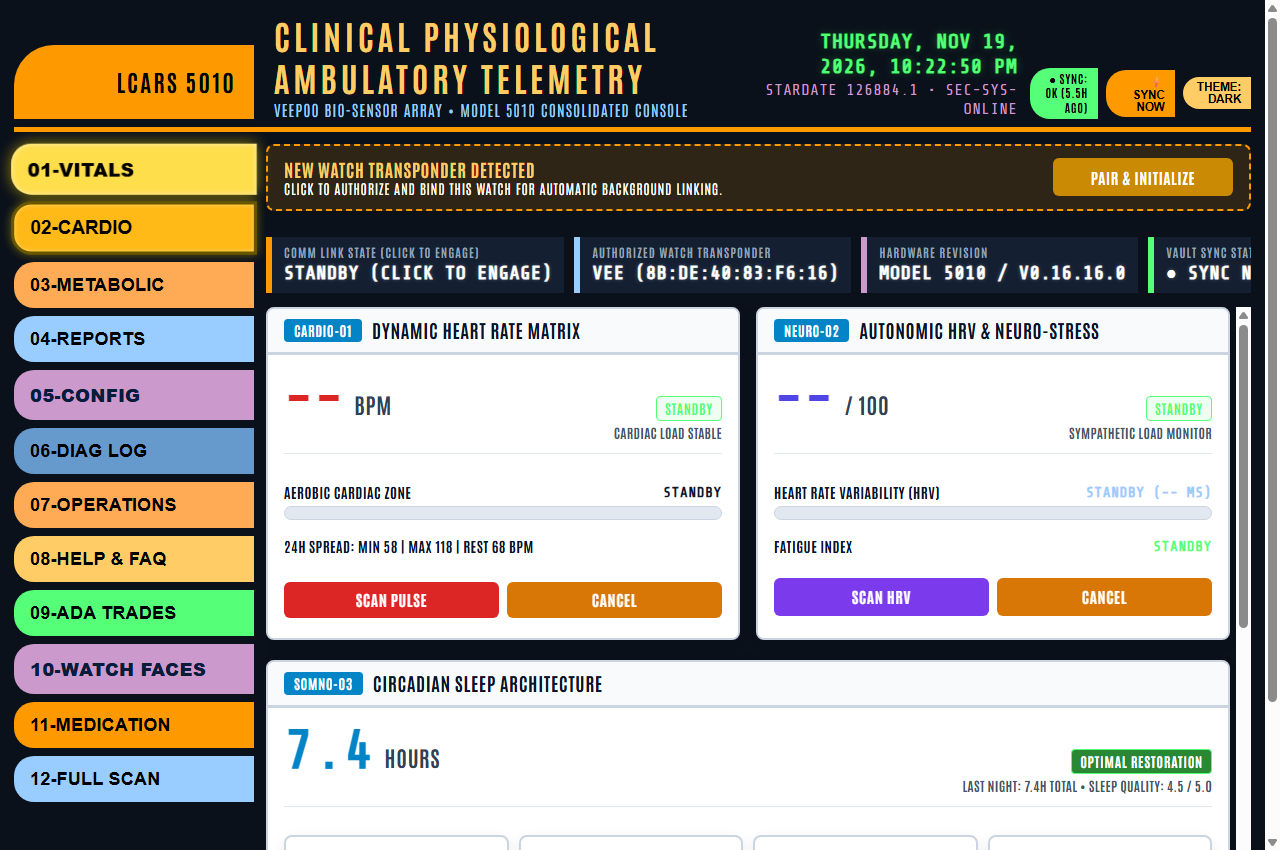 LCARS 5010
CLINICAL PHYSIOLOGICAL
AMBULATORY TELEMETRY
VEEPOO BIO-SENSOR ARRAY • MODEL 5010 CONSOLIDATED CONSOLE
THURSDAY, NOV 19,
2026, 10:22:50 PM
STARDATE 126884.1 · SEC-SYS-
ONLINE
● SYNC:
OK (5.5H
AGO)
SYNC
NOW
THEME:
DARK
01-VITALS
02-CARDIO
03-METABOLIC
04-REPORTS
05-CONFIG
06-DIAG LOG
07-OPERATIONS
08-HELP & FAQ
09-ADA TRADES
10-WATCH FACES
11-MEDICATION
12-FULL SCAN
NEW WATCH TRANSPONDER DETECTED
CLICK TO AUTHORIZE AND BIND THIS WATCH FOR AUTOMATIC BACKGROUND LINKING.
PAIR & INITIALIZE
COMM LINK STATE (CLICK TO ENGAGE)
STANDBY (CLICK TO ENGAGE)
AUTHORIZED WATCH TRANSPONDER
VEE (8B:DE:40:83:F6:16)
HARDWARE REVISION
MODEL 5010 / V0.16.16.0
VAULT SYNC STAT
● SYNC N
CARDIO-01 DYNAMIC HEART RATE MATRIX
-- BPM
STANDBY
CARDIAC LOAD STABLE
AEROBIC CARDIAC ZONE STANDBY
24H SPREAD: MIN 58 | MAX 118 | REST 68 BPM
SCAN PULSE CANCEL
NEURO-02 AUTONOMIC HRV & NEURO-STRESS
-- / 100
STANDBY
SYMPATHETIC LOAD MONITOR
HEART RATE VARIABILITY (HRV) STANDBY (-- MS)
FATIGUE INDEX STANDBY
SCAN HRV CANCEL
SOMNO-03 CIRCADIAN SLEEP ARCHITECTURE
7.4 HOURS
OPTIMAL RESTORATION
LAST NIGHT: 7.4H TOTAL • SLEEP QUALITY: 4.5 / 5.0